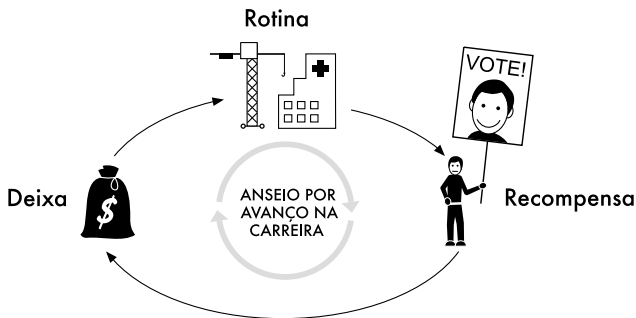 Rotina
VOTE!
Deixa
$
ANSEIO POR
AVANÇO NA
CARREIRA
Recompensa